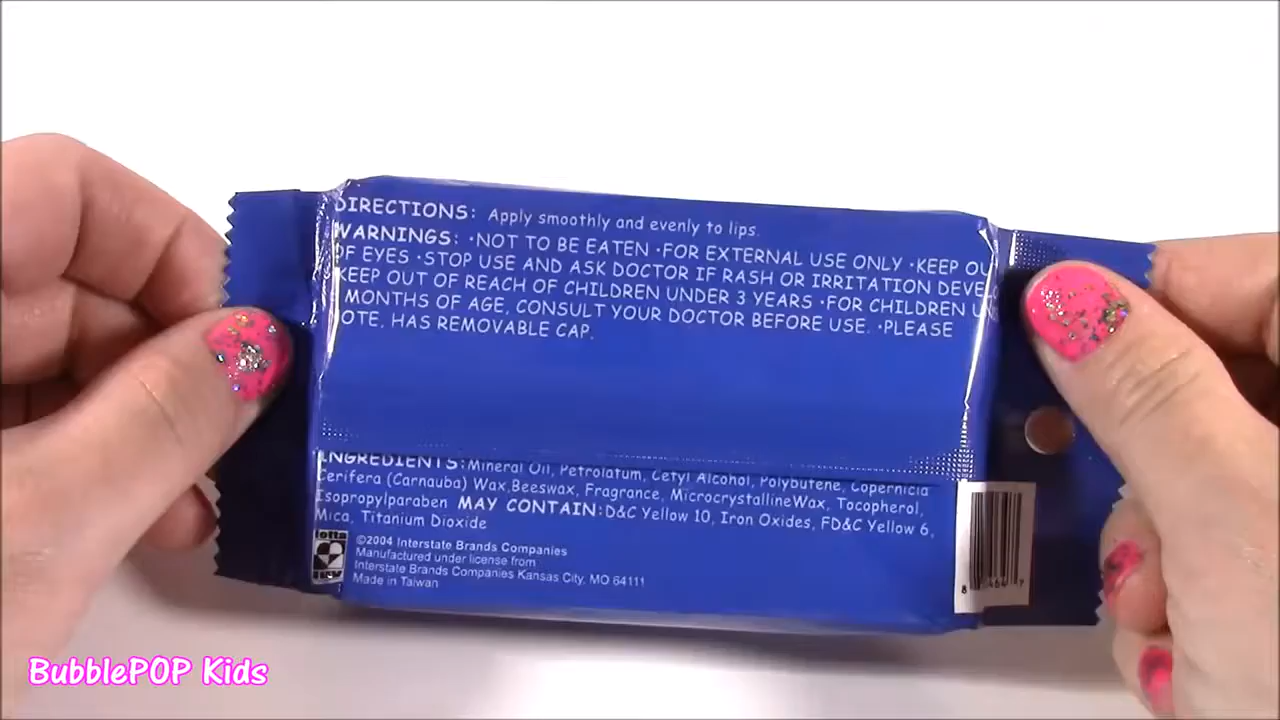 DIRECTIONS: Apply smoothly and evenly to lips.
WARNINGS: •NOT TO BE EATEN •FOR EXTERNAL USE ONLY •KEEP OU
OF EYES •STOP USE AND ASK DOCTOR IF RASH OR IRRITATION DEVE
KEEP OUT OF REACH OF CHILDREN UNDER 3 YEARS •FOR CHILDREN UN
MONTHS OF AGE, CONSULT YOUR DOCTOR BEFORE USE. •PLEASE
OTE, HAS REMOVABLE CAP.
INGREDIENTS: Mineral Oil, Petrolatum, Cetyl Alcohol, Polybutene, Copernicia
Cerifera (Carnauba) Wax,Beeswax, Fragrance, MicrocrystallineWax, Tocopherol,
Isopropylparaben MAY CONTAIN: D&C Yellow 10, Iron Oxides, FD&C Yellow 6,
Mica, Titanium Dioxide
©2004 Interstate Brands Companies
Manufactured under license from
Interstate Brands Companies Kansas City, MO 64111
Made in Taiwan
BubblePOP Kids